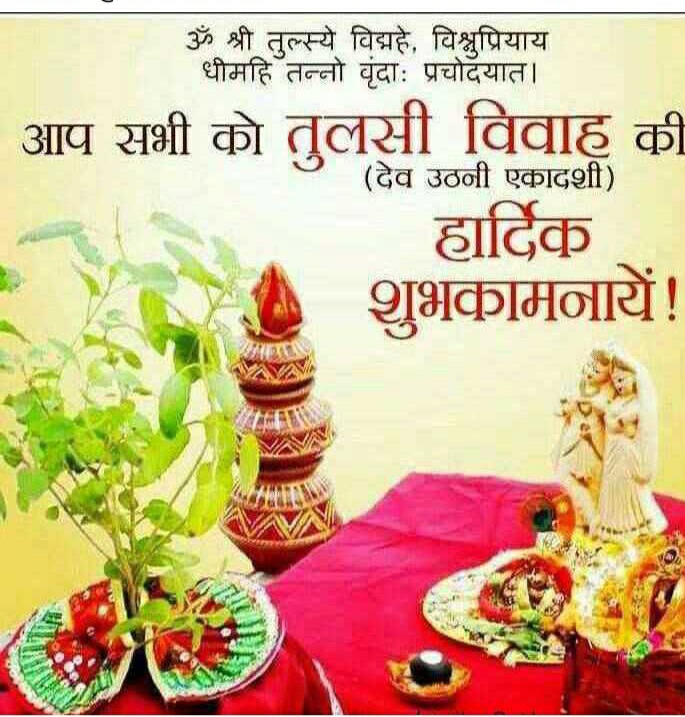 ॐ श्री तुलस्ये विद्महे, विश्नुप्रियाय
धीमहि तन्नो वृंदाः प्रचोदयात।
आप सभी को तुलसी विवाह की
(देव उठनी एकादशी)
हार्दिक
शुभकामनायें!